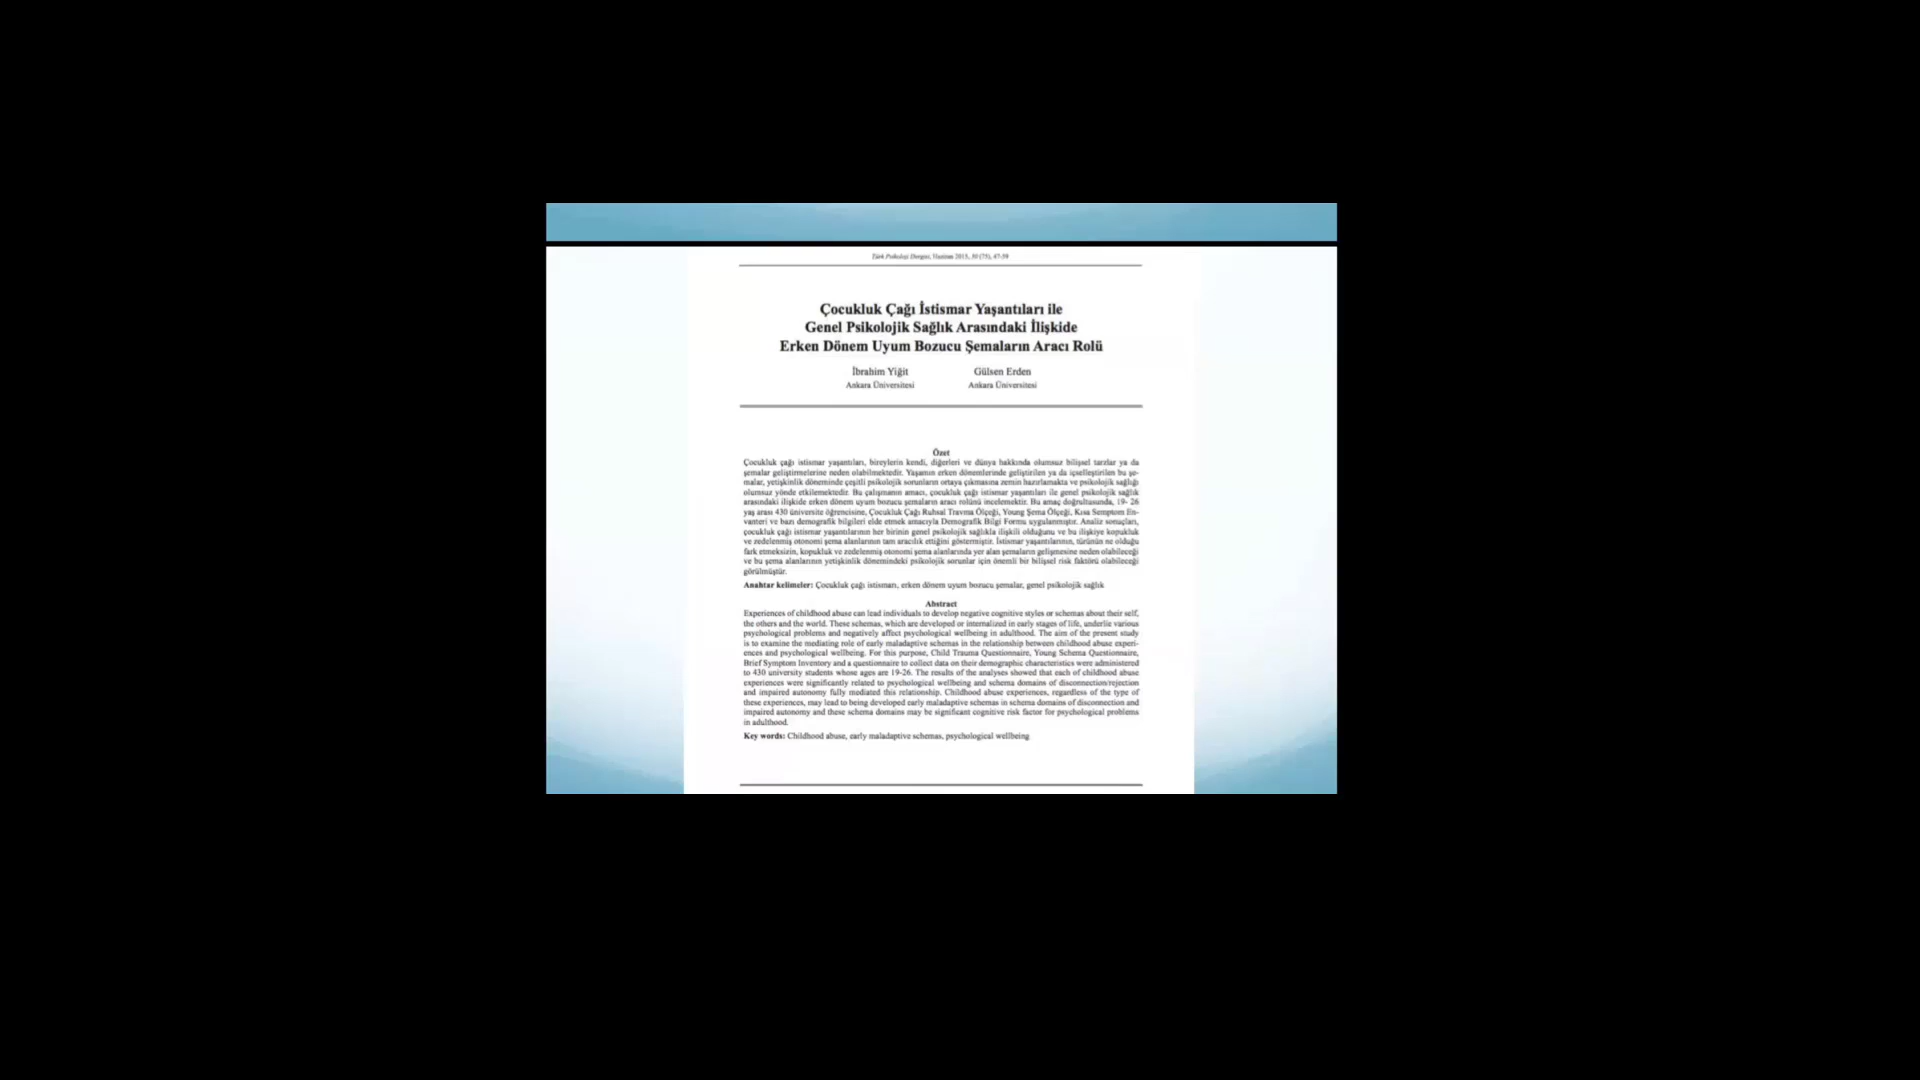 Türk Psikoloji Dergisi, Haziran 2015, 30 (75), 47-59
Çocukluk Çağı İstismar Yaşantıları ile
Genel Psikolojik Sağlık Arasındaki İlişkide
Erken Dönem Uyum Bozucu Şemaların Aracı Rolü
İbrahim Yiğit Gülsen Erden
Ankara Üniversitesi Ankara Üniversitesi
Özet
Çocukluk çağı istismar yaşantıları, bireylerin kendi, diğerleri ve dünya hakkında olumsuz bilişsel tarzlar ya da
şemalar geliştirmelerine neden olabilmektedir. Yaşamın erken dönemlerinde geliştirilen ya da içselleştirilen bu şe-
malar, yetişkinlik döneminde çeşitli psikolojik sorunların ortaya çıkmasına zemin hazırlamakta ve psikolojik sağlığı
olumsuz yönde etkilemektedir. Bu çalışmanın amacı, çocukluk çağı istismar yaşantıları ile genel psikolojik sağlık
arasındaki ilişkide erken dönem uyum bozucu şemaların aracı rolünü incelemektir. Bu amaç doğrultusunda, 19- 26
yaş arası 430 üniversite öğrencisine, Çocukluk Çağı Ruhsal Travma Ölçeği, Young Şema Ölçeği, Kısa Semptom En-
vanteri ve bazı demografik bilgileri elde etmek amacıyla Demografik Bilgi Formu uygulanmıştır. Analiz sonuçları,
çocukluk çağı istismar yaşantılarının her birinin genel psikolojik sağlıkla ilişkili olduğunu ve bu ilişkiye kopukluk
ve zedelenmiş otonomi şema alanlarının tam aracılık ettiğini göstermiştir. İstismar yaşantılarının, türünün ne olduğu
fark etmeksizin, kopukluk ve zedelenmiş otonomi şema alanlarında yer alan şemaların gelişmesine neden olabileceği
ve bu şema alanlarının yetişkinlik dönemindeki psikolojik sorunlar için önemli bir bilişsel risk faktörü olabileceği
görülmüştür.
Anahtar kelimeler: Çocukluk çağı istismarı, erken dönem uyum bozucu şemalar, genel psikolojik sağlık
Abstract
Experiences of childhood abuse can lead individuals to develop negative cognitive styles or schemas about their self,
the others and the world. These schemas, which are developed or internalized in early stages of life, underlie various
psychological problems and negatively affect psychological wellbeing in adulthood. The aim of the present study
is to examine the mediating role of early maladaptive schemas in the relationship between childhood abuse experi-
ences and psychological wellbeing. For this purpose, Child Trauma Questionnaire, Young Schema Questionnaire,
Brief Symptom Inventory and a questionnaire to collect data on their demographic characteristics were administered
to 430 university students whose ages are 19-26. The results of the analyses showed that each of childhood abuse
experiences were significantly related to psychological wellbeing and schema domains of disconnection/rejection
and impaired autonomy fully mediated this relationship. Childhood abuse experiences, regardless of the type of
these experiences, may lead to being developed early maladaptive schemas in schema domains of disconnection and
impaired autonomy and these schema domains may be significant cognitive risk factor for psychological problems
in adulthood.
Key words: Childhood abuse, early maladaptive schemas, psychological wellbeing